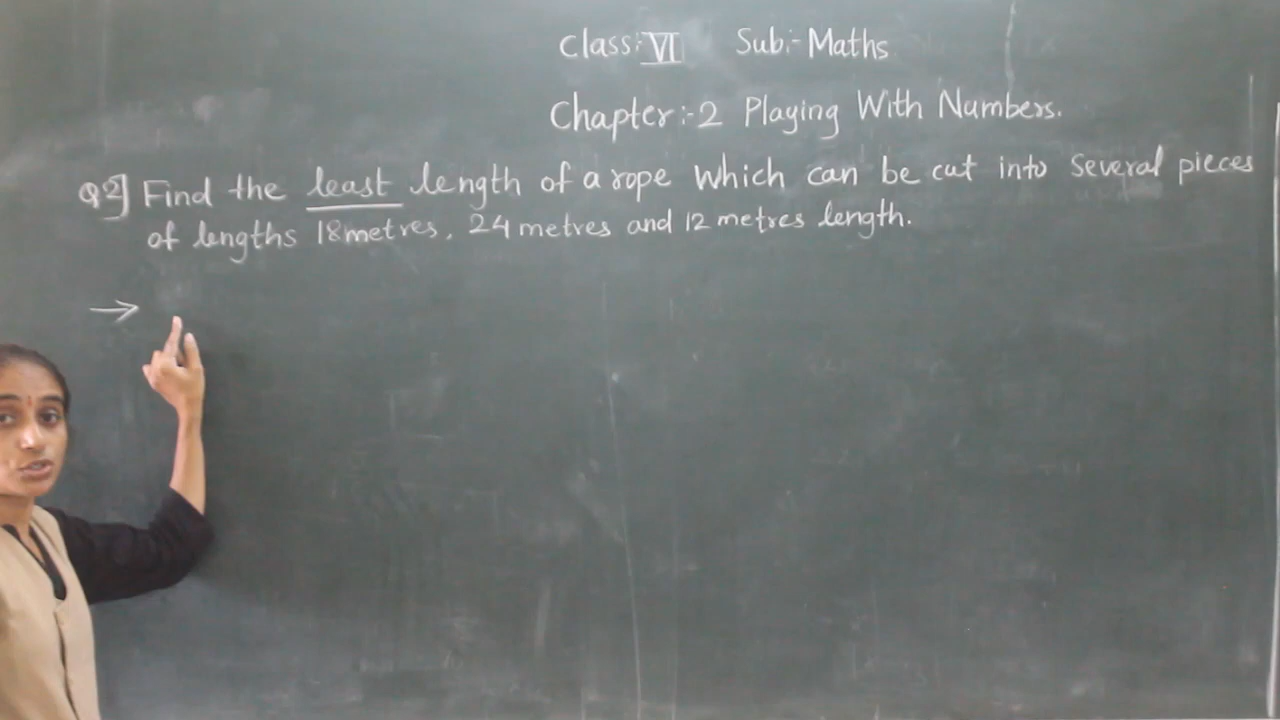 Class:- VI Sub:- Maths
Chapter:-2 Playing With Numbers.
Q2] Find the least length of a rope which can be cut into several pieces
of lengths 18metres, 24 metres and 12 metres length.
→